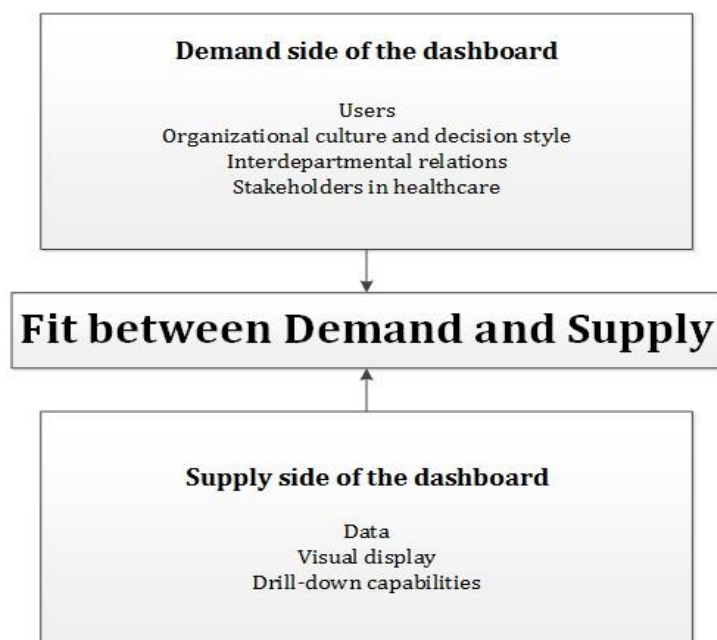 Demand side of the dashboard
Users
Organizational culture and decision style
Interdepartmental relations
Stakeholders in healthcare
Fit between Demand and Supply
Supply side of the dashboard
Data
Visual display
Drill-down capabilities